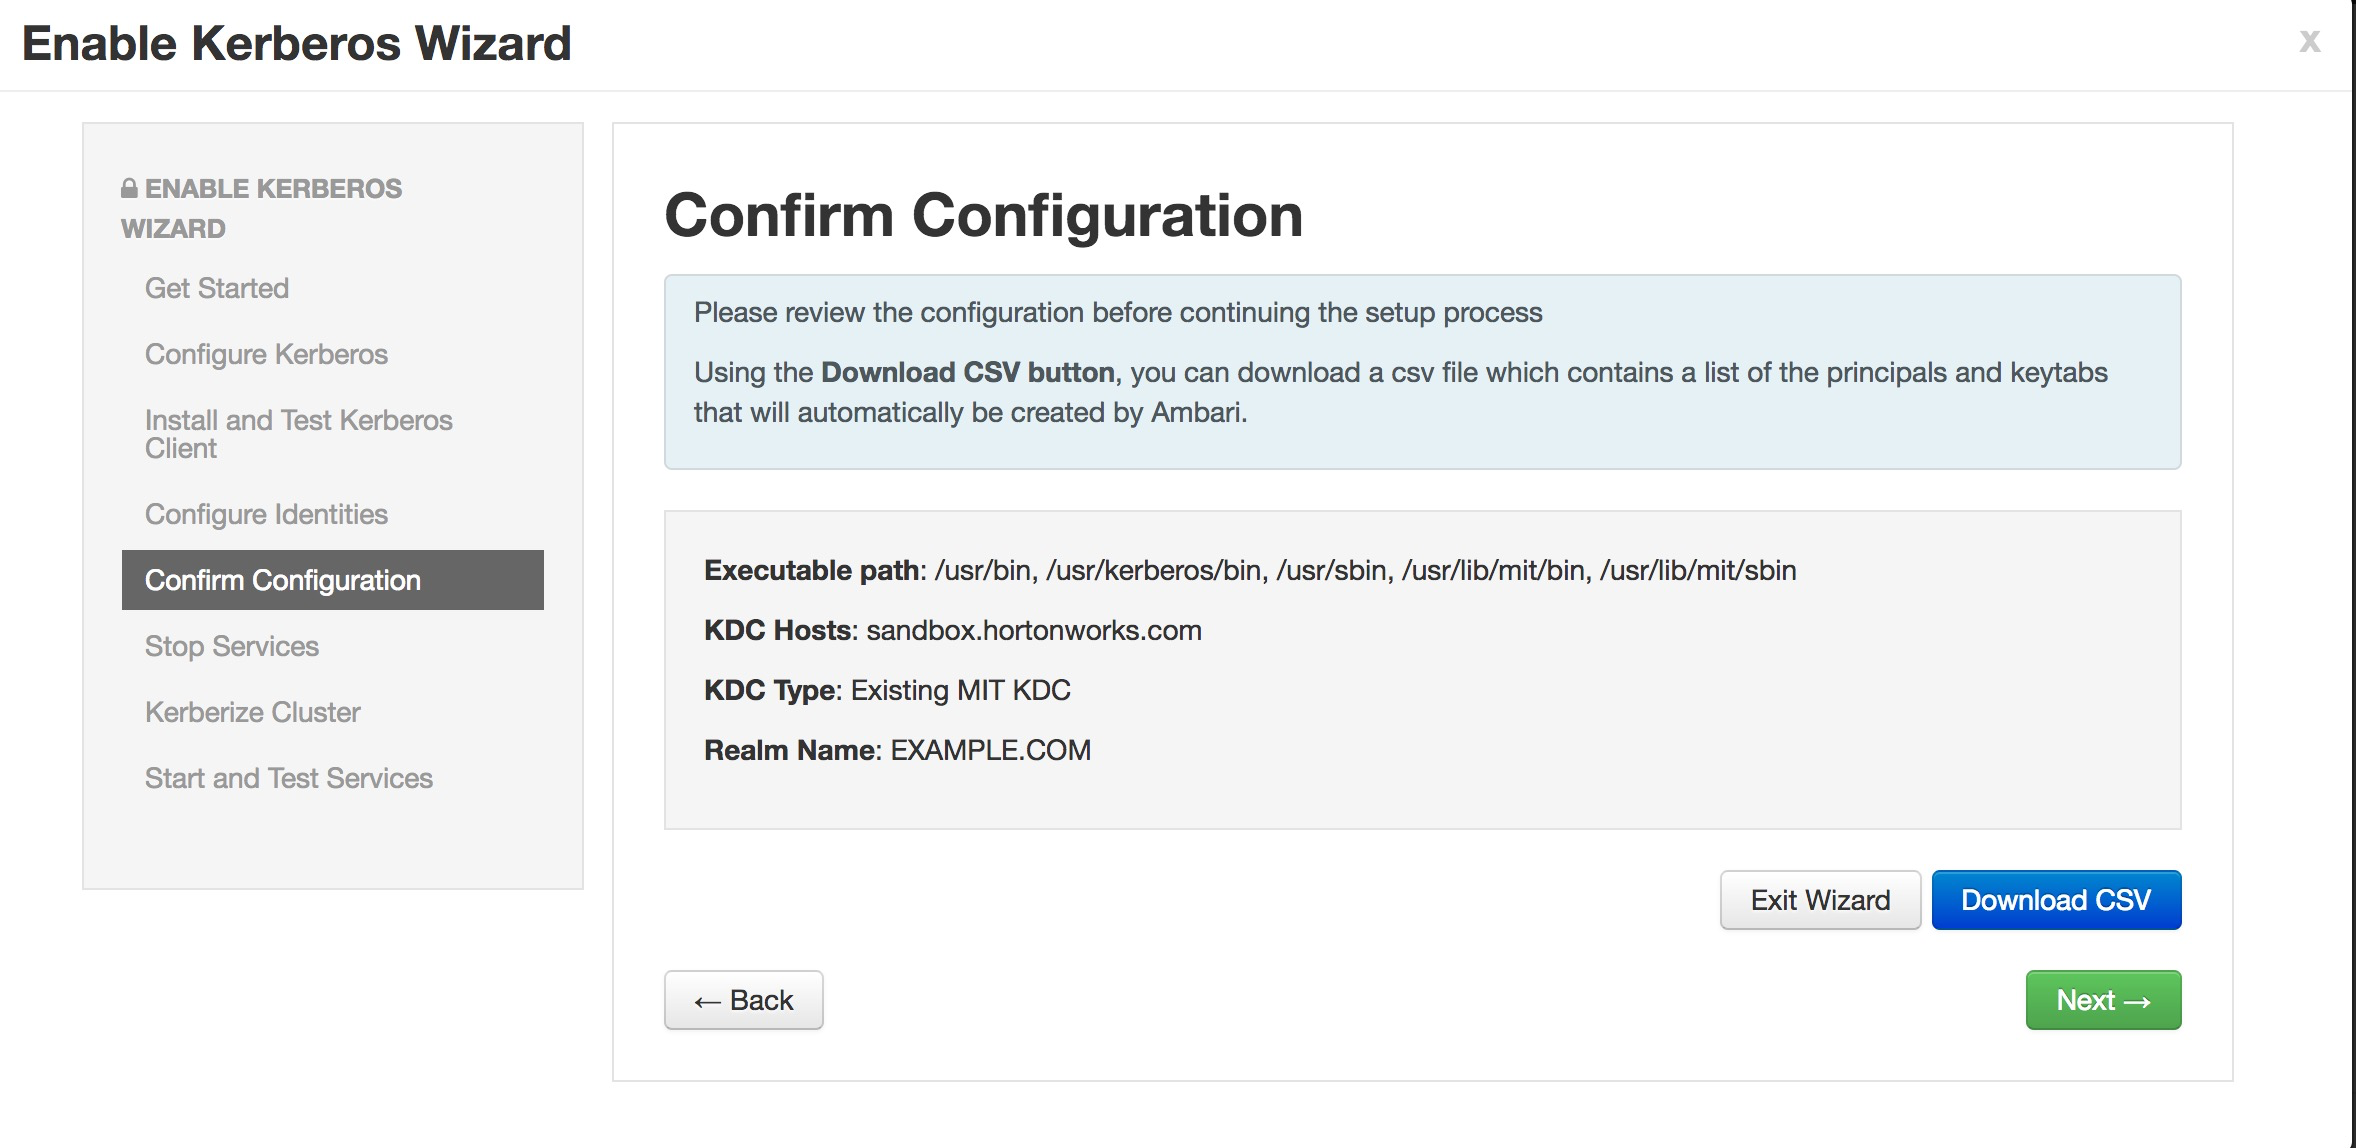 Enable Kerberos Wizard
x
ENABLE KERBEROS
WIZARD
Get Started
Configure Kerberos
Install and Test Kerberos
Client
Configure Identities
Confirm Configuration
Stop Services
Kerberize Cluster
Start and Test Services
Confirm Configuration
Please review the configuration before continuing the setup process
Using the Download CSV button, you can download a csv file which contains a list of the principals and keytabs
that will automatically be created by Ambari.
Executable path: /usr/bin, /usr/kerberos/bin, /usr/sbin, /usr/lib/mit/bin, /usr/lib/mit/sbin
KDC Hosts: sandbox.hortonworks.com
KDC Type: Existing MIT KDC
Realm Name: EXAMPLE.COM
Exit Wizard
Download CSV
← Back
Next →